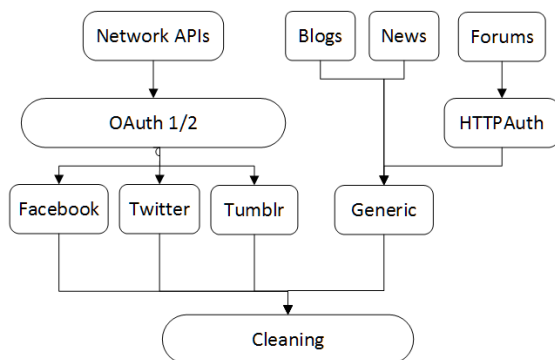 Network APIs
Blogs
News
Forums
OAuth 1/2
HTTPAuth
Facebook
Twitter
Tumblr
Generic
Cleaning